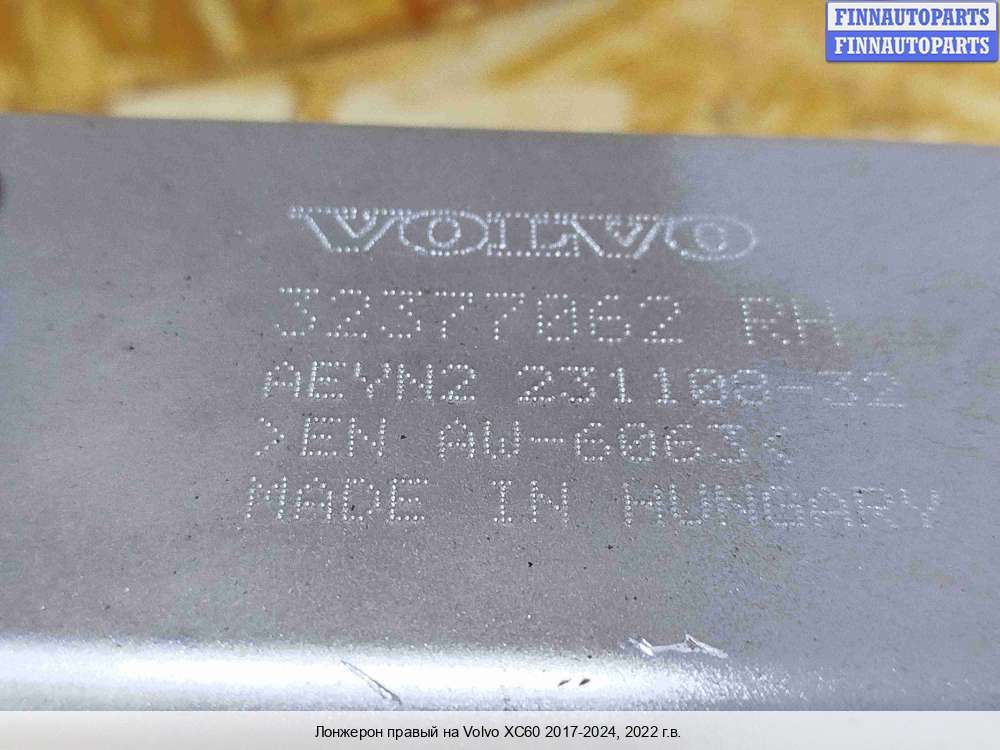 FINNAUTOPARTS
FINNAUTOPARTS
VOLVO
32377062 RH
AEYN2 231108-32
>EN AW-6063<
MADE IN HUNGARY
Лонжерон правый на Volvo XC60 2017-2024, 2022 г.в.